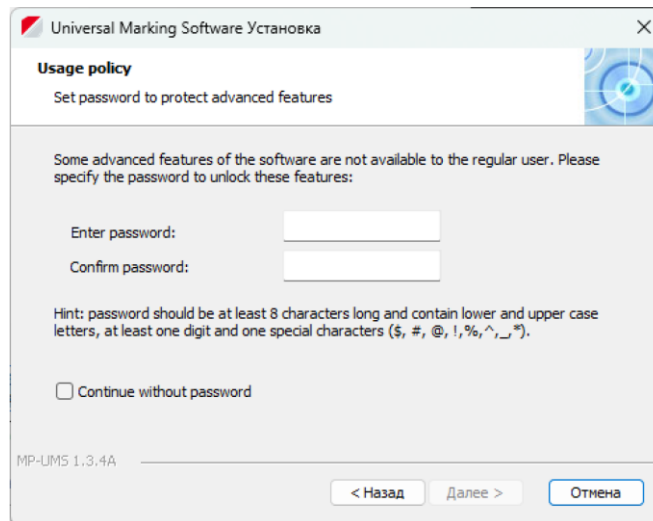 Universal Marking Software Установка
Usage policy
Set password to protect advanced features
Some advanced features of the software are not available to the regular user. Please
specify the password to unlock these features:
Enter password:
Confirm password:
Hint: password should be at least 8 characters long and contain lower and upper case
letters, at least one digit and one special characters ($, #, @, !,%,^,_,*).
Continue without password
MP-UMS 1.3.4A
< Назад
Далее >
Отмена